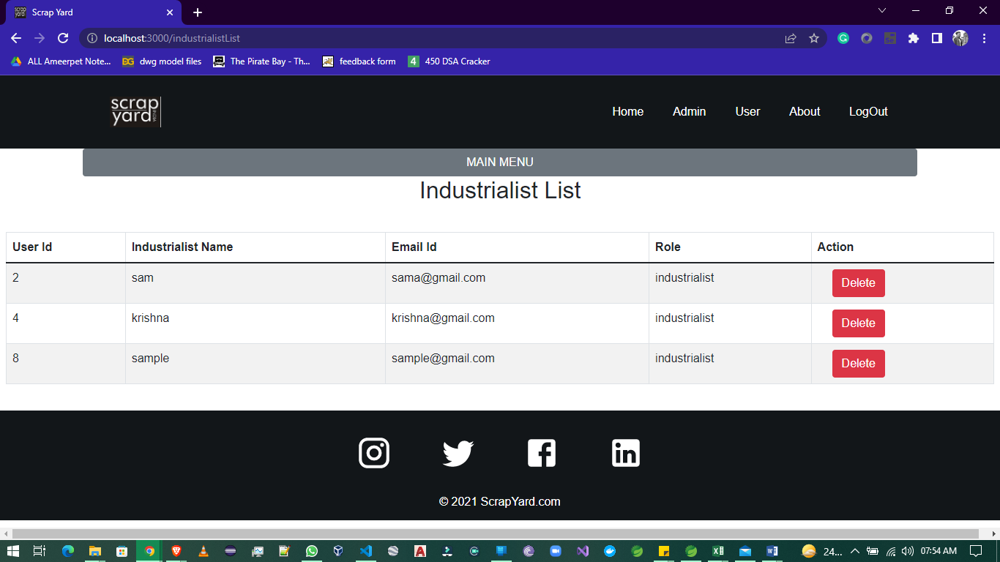 Scrap Yard
localhost:3000/industrialistList
ALL Ameerpet Note... DG dwg model files The Pirate Bay - Th... feedback form 4 450 DSA Cracker
scrap
yard
INDIA
Home Admin User About LogOut
MAIN MENU
Industrialist List
User Id Industrialist Name Email Id Role Action
2 sam sama@gmail.com industrialist Delete
4 krishna krishna@gmail.com industrialist Delete
8 sample sample@gmail.com industrialist Delete
© 2021 ScrapYard.com
24... 07:54 AM